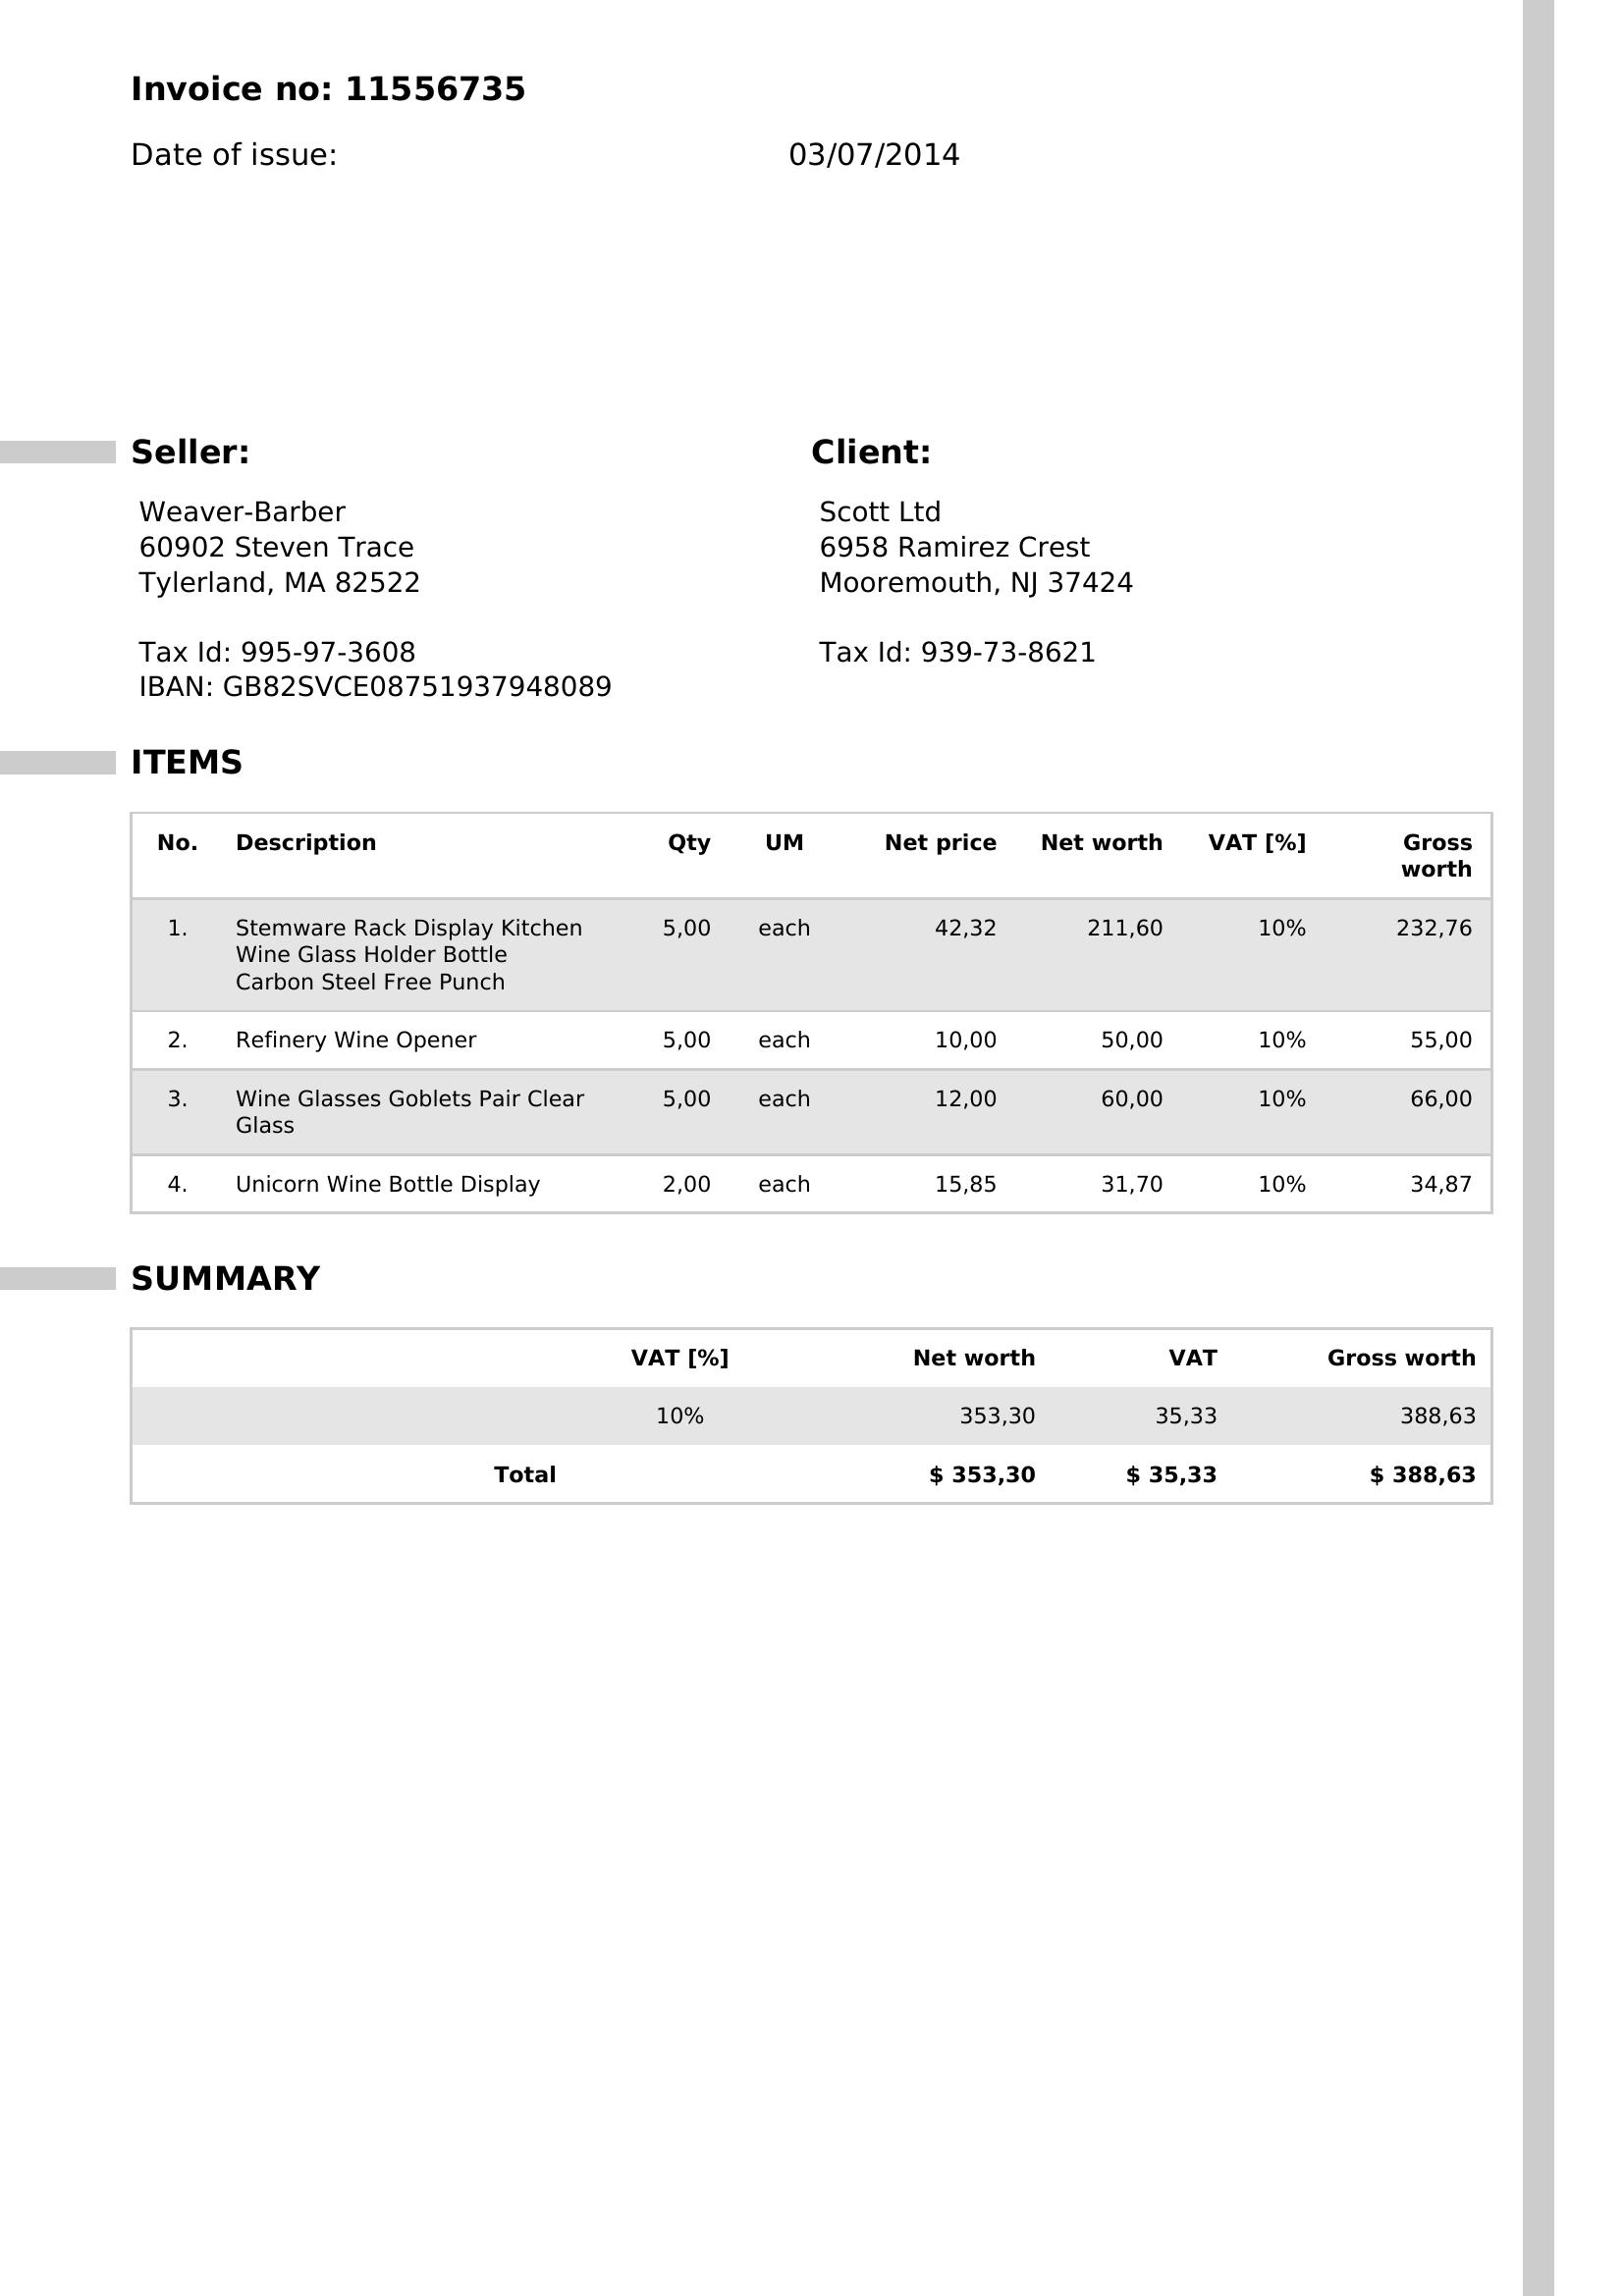 Invoice no: 11556735
Date of issue: 03/07/2014
Seller:
Weaver-Barber
60902 Steven Trace
Tylerland, MA 82522
Tax Id: 995-97-3608
IBAN: GB82SVCE08751937948089
Client:
Scott Ltd
6958 Ramirez Crest
Mooremouth, NJ 37424
Tax Id: 939-73-8621
ITEMS
No. Description Qty UM Net price Net worth VAT [%] Gross
worth
1. Stemware Rack Display Kitchen 5,00 each 42,32 211,60 10% 232,76
Wine Glass Holder Bottle
Carbon Steel Free Punch
2. Refinery Wine Opener 5,00 each 10,00 50,00 10% 55,00
3. Wine Glasses Goblets Pair Clear 5,00 each 12,00 60,00 10% 66,00
Glass
4. Unicorn Wine Bottle Display 2,00 each 15,85 31,70 10% 34,87
SUMMARY
VAT [%] Net worth VAT Gross worth
10% 353,30 35,33 388,63
Total $ 353,30 $ 35,33 $ 388,63